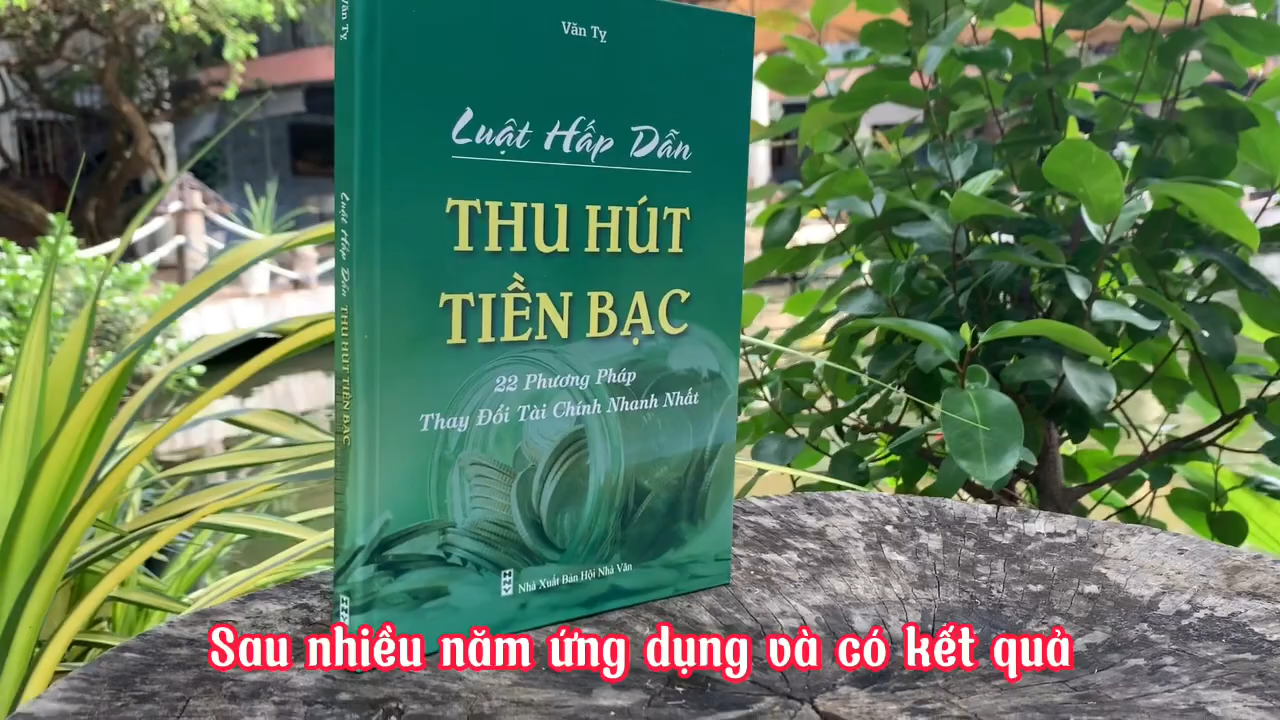 Văn Tỵ
Luật Hấp Dẫn
THU HÚT
TIỀN BẠC
22 Phương Pháp
Thay Đổi Tài Chính Nhanh Nhất
Nhà Xuất Bản Hội Nhà Văn
Văn Tỵ
Luật Hấp Dẫn THU HÚT TIỀN BẠC
Sau nhiều năm ứng dụng và có kết quả